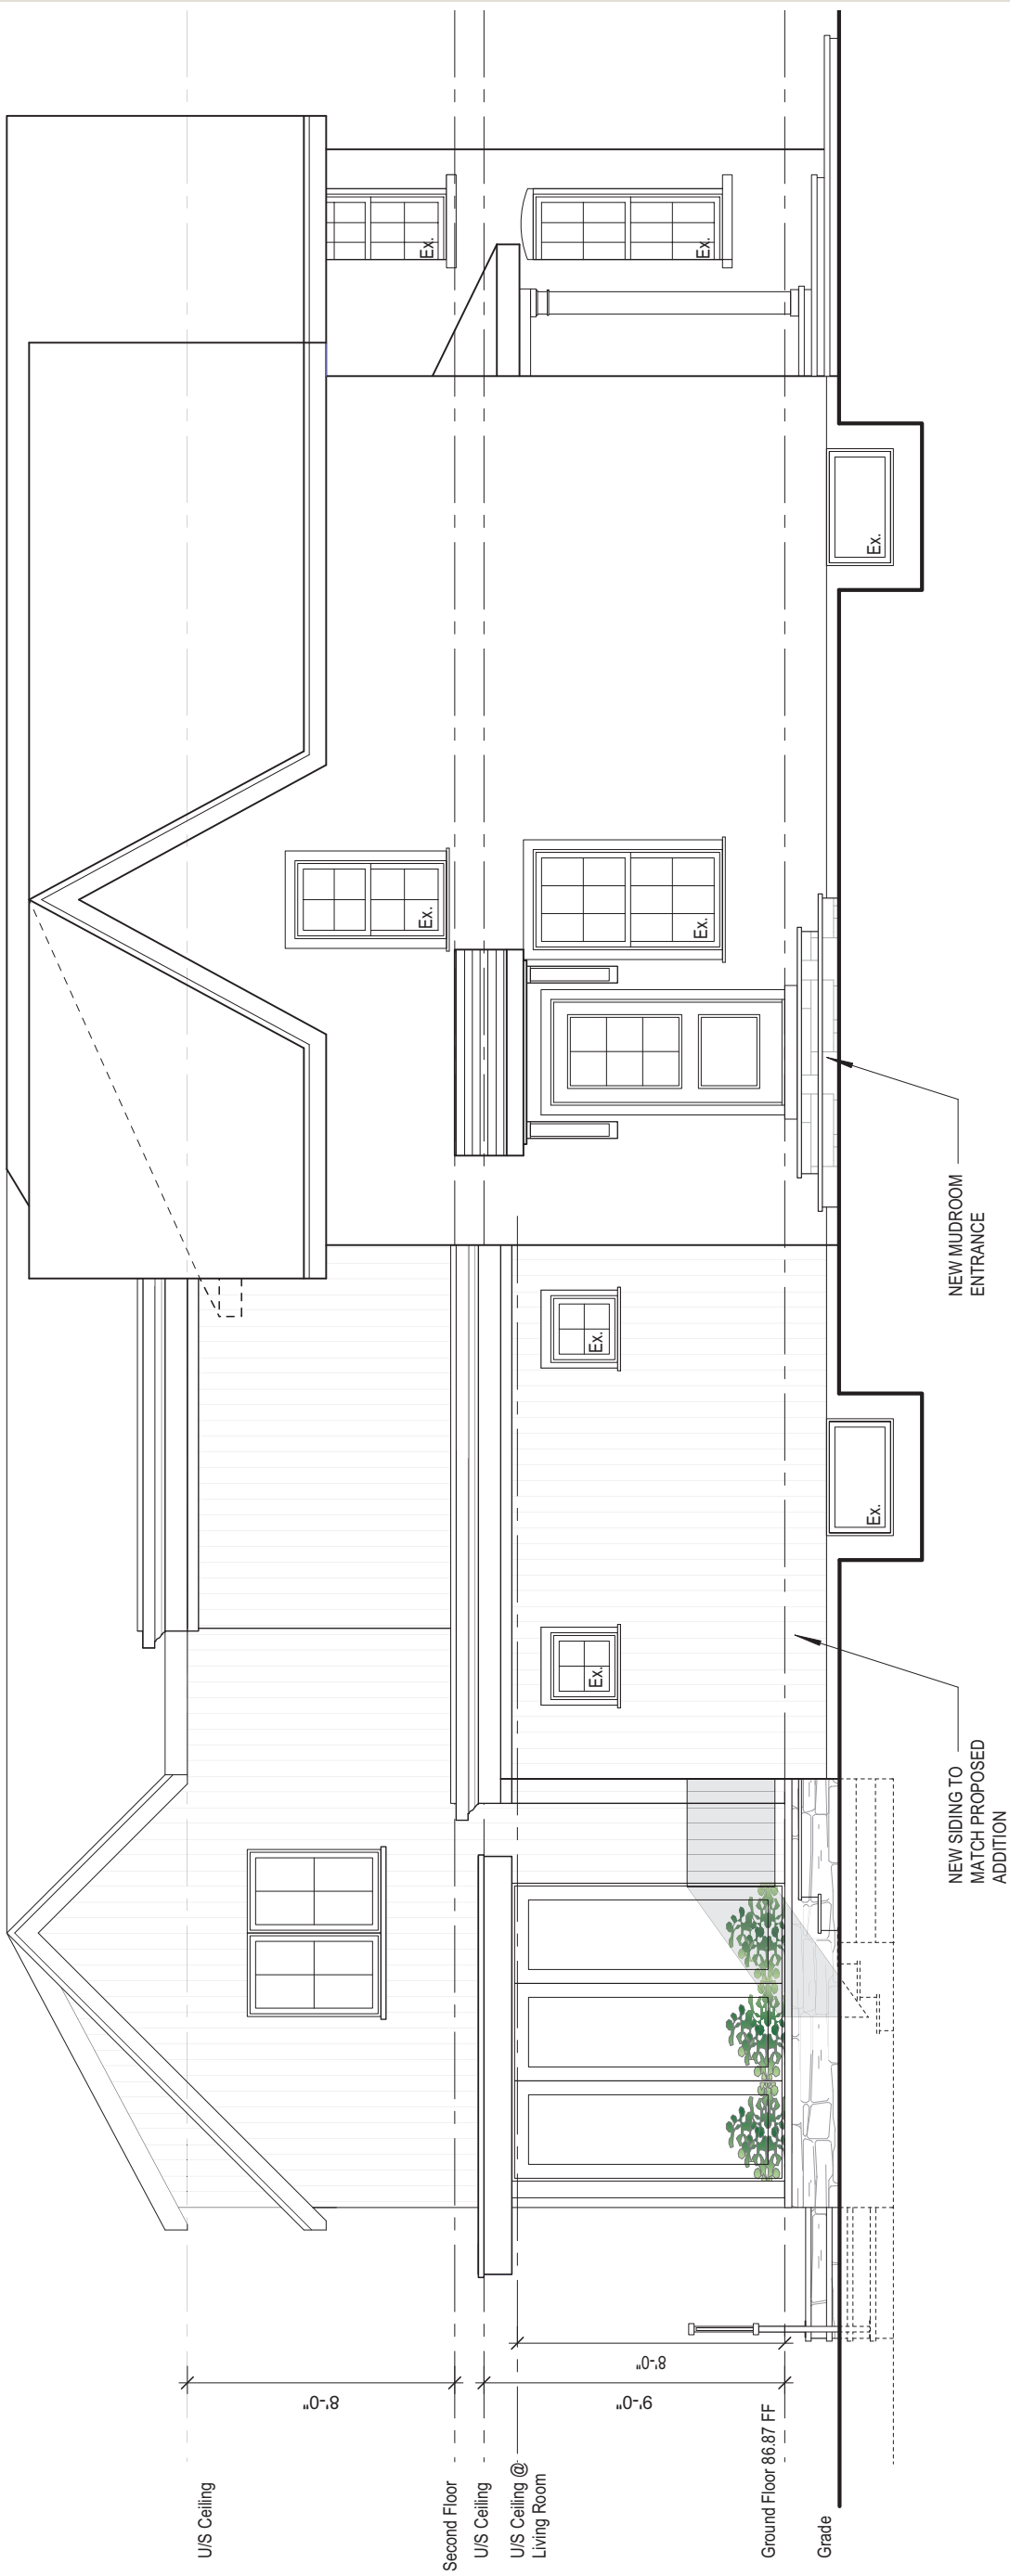 U/S Ceiling
Second Floor
U/S Ceiling
U/S Ceiling @
Living Room
Ground Floor 86.87 FF
Grade
8'-0"
9'-0"
8'-0"
Ex.
Ex.
Ex.
Ex.
Ex.
Ex.
Ex.
Ex.
NEW SIDING TO
MATCH PROPOSED
ADDITION
NEW MUDROOM
ENTRANCE